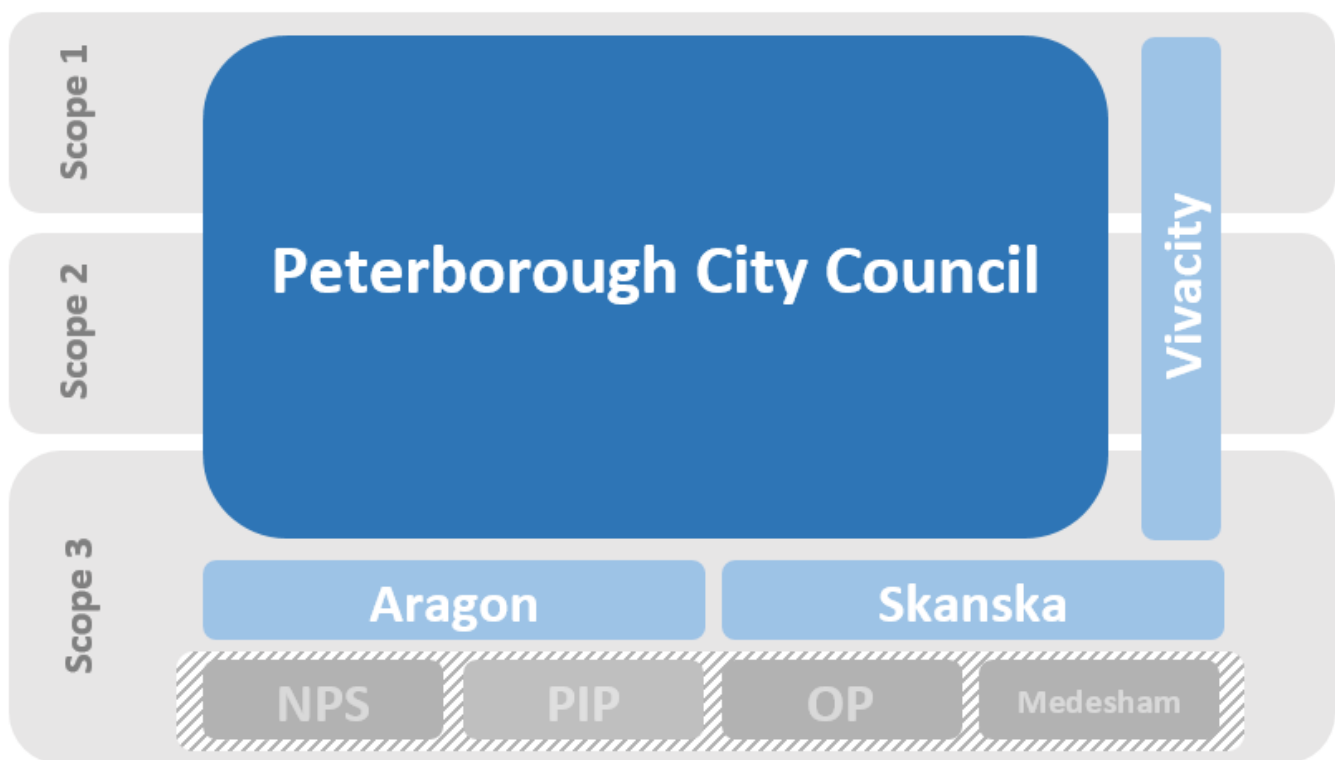 Scope 1
Peterborough City Council
Vivacity
Scope 2
Scope 3
Aragon
Skanska
NPS
PIP
OP
Medesham